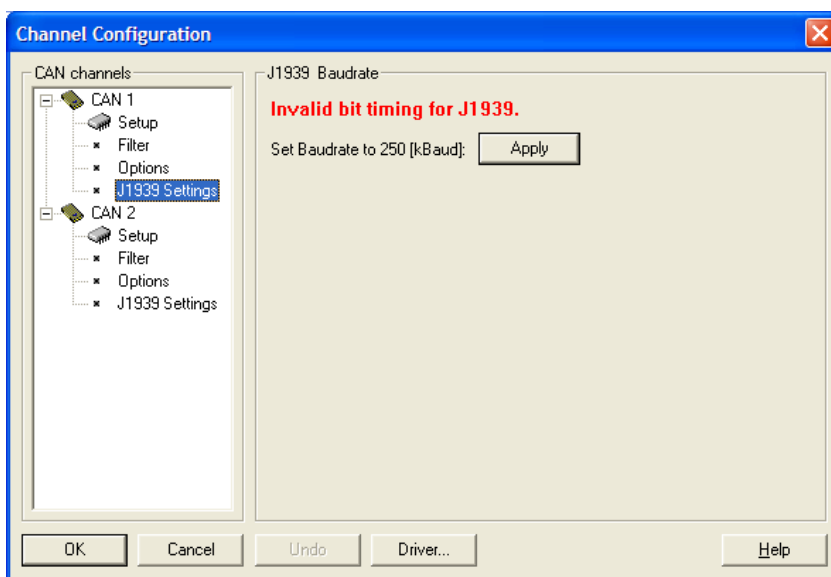 Channel Configuration
CAN channels
CAN 1
Setup
Filter
Options
J1939 Settings
CAN 2
Setup
Filter
Options
J1939 Settings
J1939 Baudrate
Invalid bit timing for J1939.
Set Baudrate to 250 [kBaud]: Apply
OK Cancel Undo Driver... Help